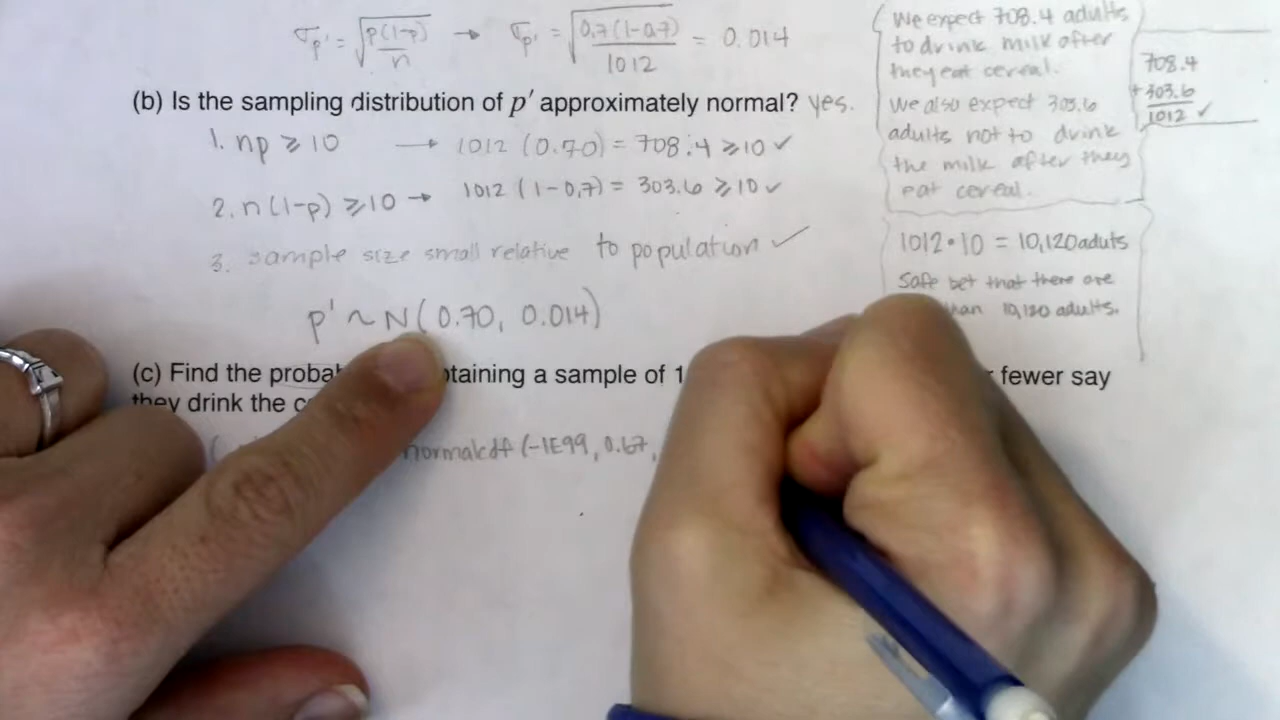 σp' = √p(1-p)/n → σp' = √0.7(1-0.7)/1012 = 0.014
(b) Is the sampling distribution of p' approximately normal? yes.
1. np ≥ 10 → 1012 (0.70) = 708.4 ≥ 10 ✓
2. n(1-p) ≥ 10 → 1012 (1-0.7) = 303.6 ≥ 10 ✓
3. sample size small relative to population ✓
p' ~ N(0.70, 0.014)
We expect 708.4 adults
to drink milk after
they eat cereal.
We also expect 303.6
adults not to drink
the milk after they
eat cereal.
708.4
+ 303.6
1012 ✓
1012 • 10 = 10,120 aduts
Safe bet that there are
10,120 adults.
(c) Find the taining a sample of 1 fewer say
they drink the
normalcdf (-1E99, 0.67,